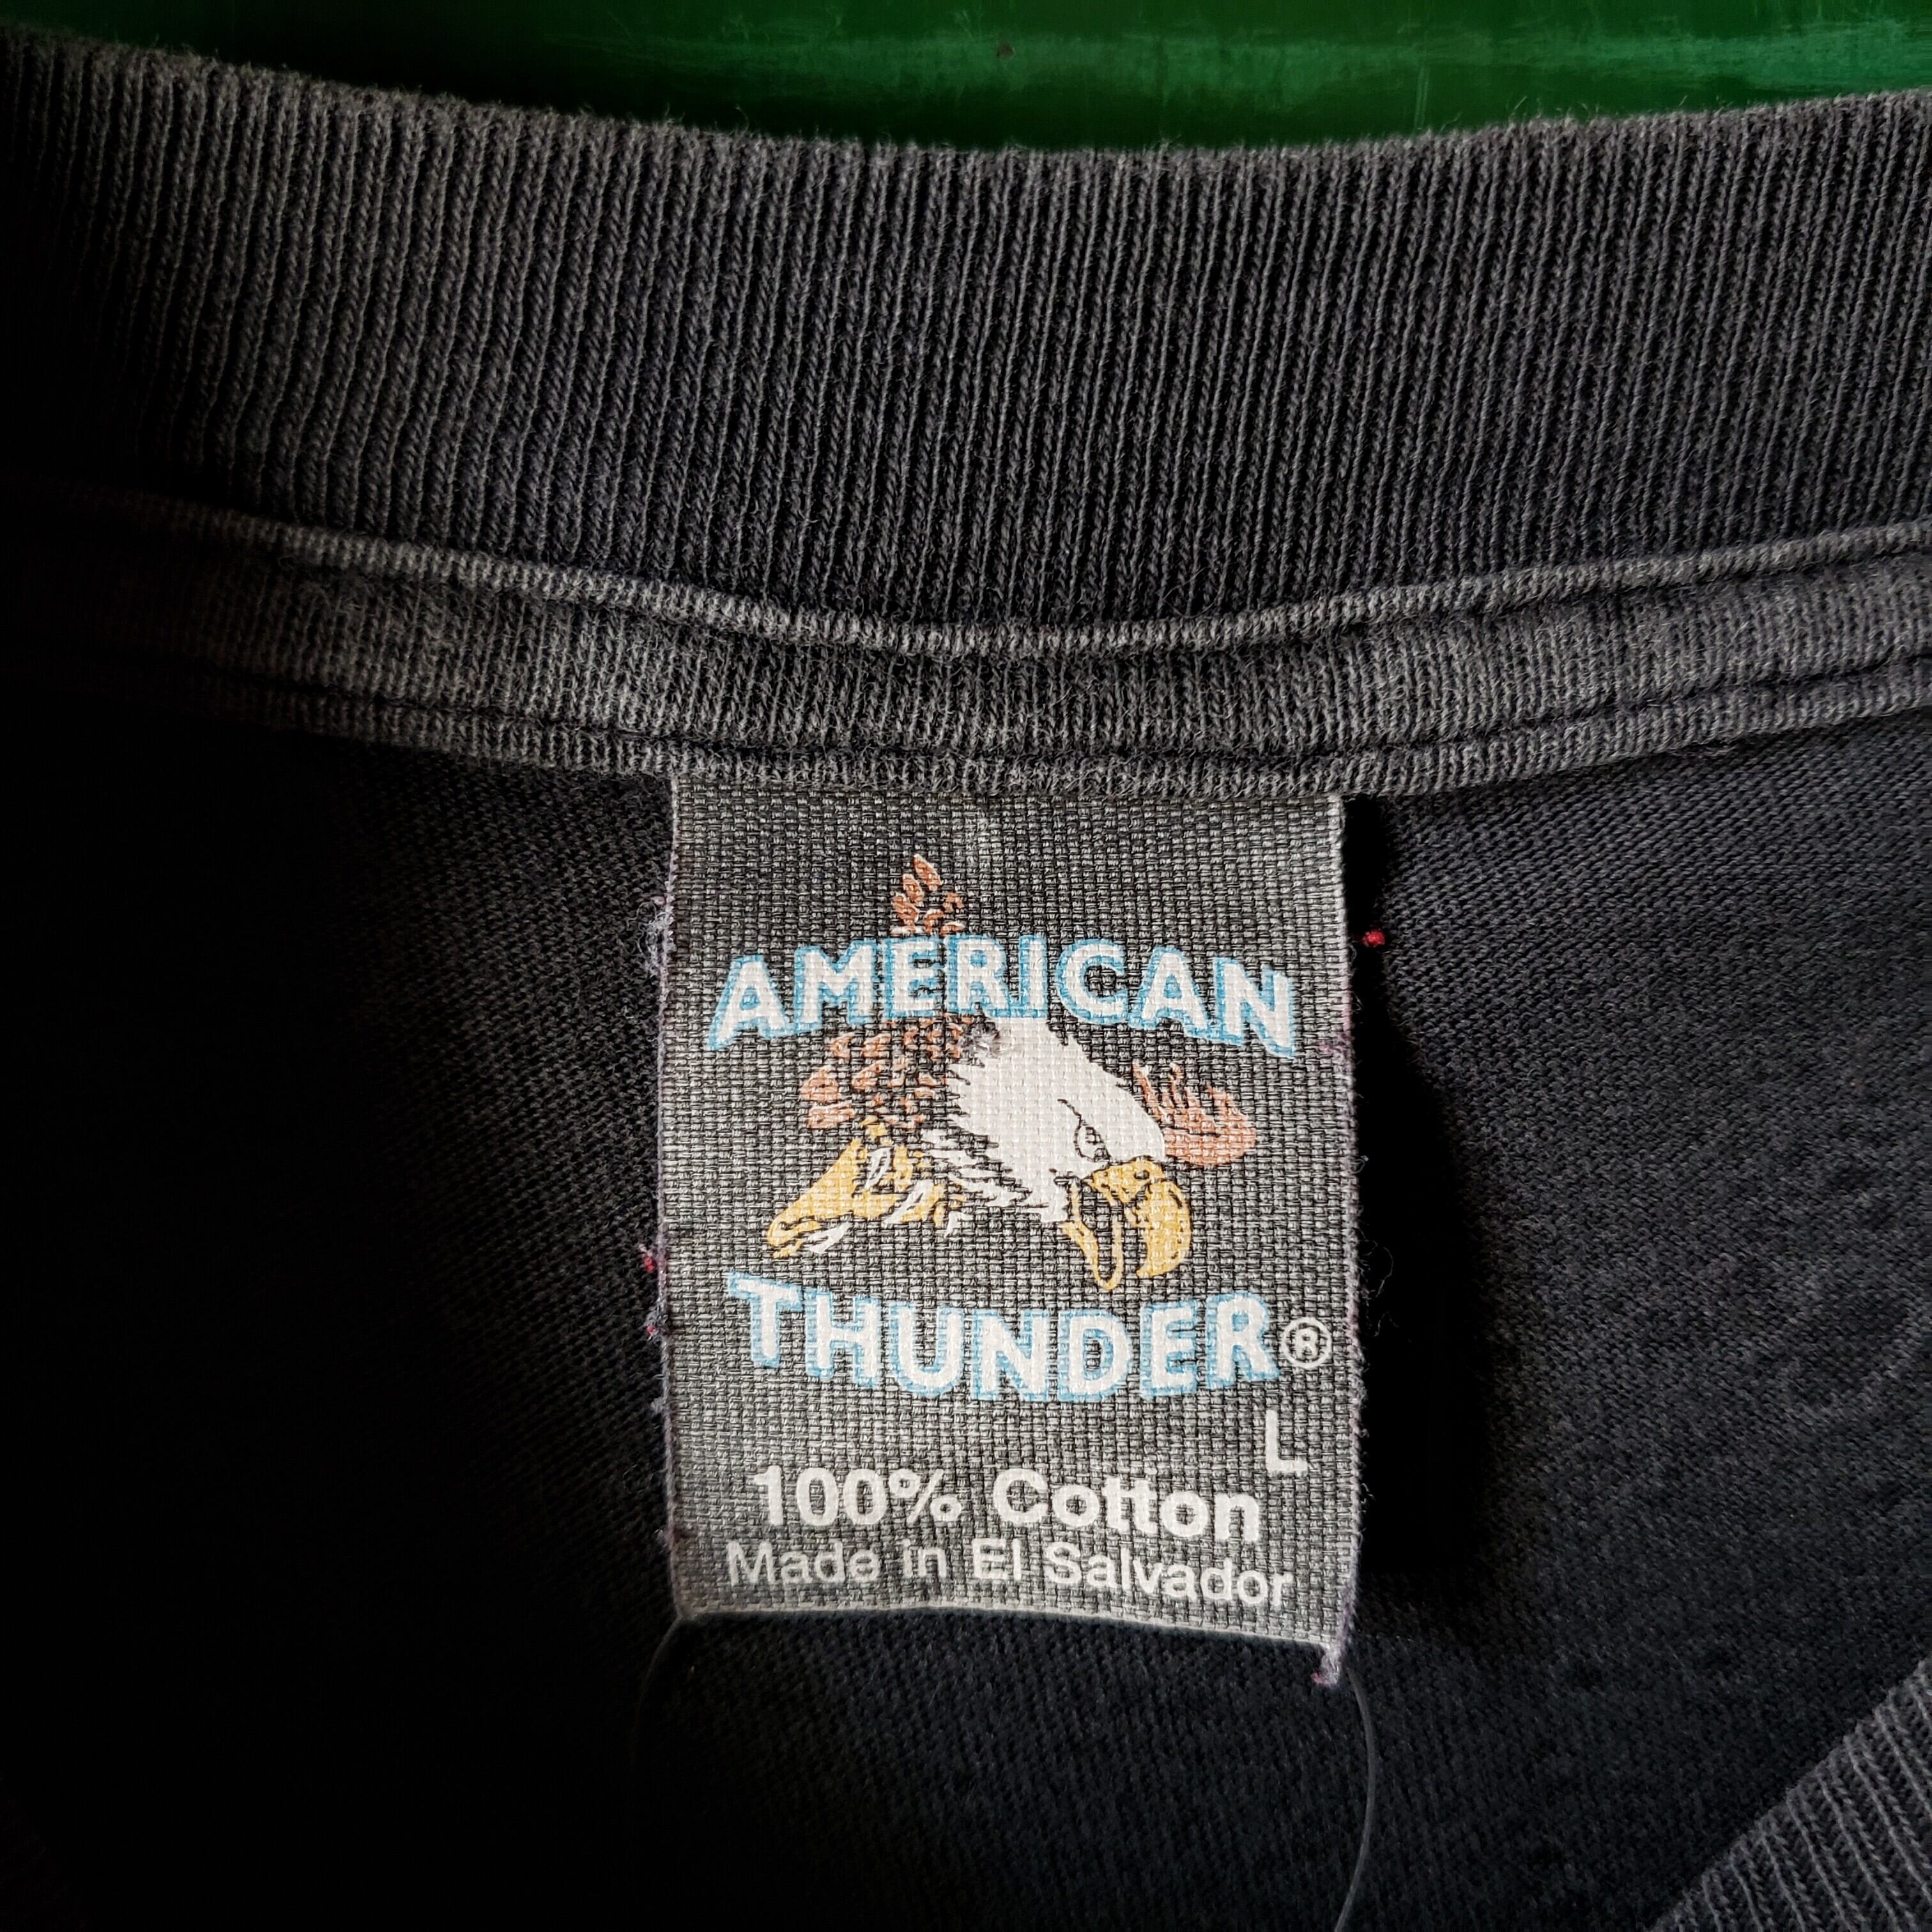 AMERICAN
THUNDER®
L
100% Cotton
Made in El Salvador